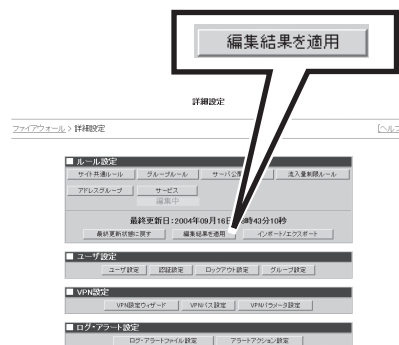 編集結果を適用
詳細設定
ファイアウォール > 詳細設定
[ヘルプ
■ ルール設定
サイト共通ルール グループルール サーバ公 流入量制限ルール
アドレスグループ サービス
編集中
最終更新日:2004年09月16日 時43分10秒
最終更新状態に戻す 編集結果を適用 インポート/エクスポート
■ ユーザ設定
ユーザ設定 認証設定 ロックアウト設定 グループ設定
■ VPN設定
VPN設定ウィザード VPNパス設定 VPNパラメータ設定
■ ログ・アラート設定
ログ・アラートファイル設定 アラートアクション設定